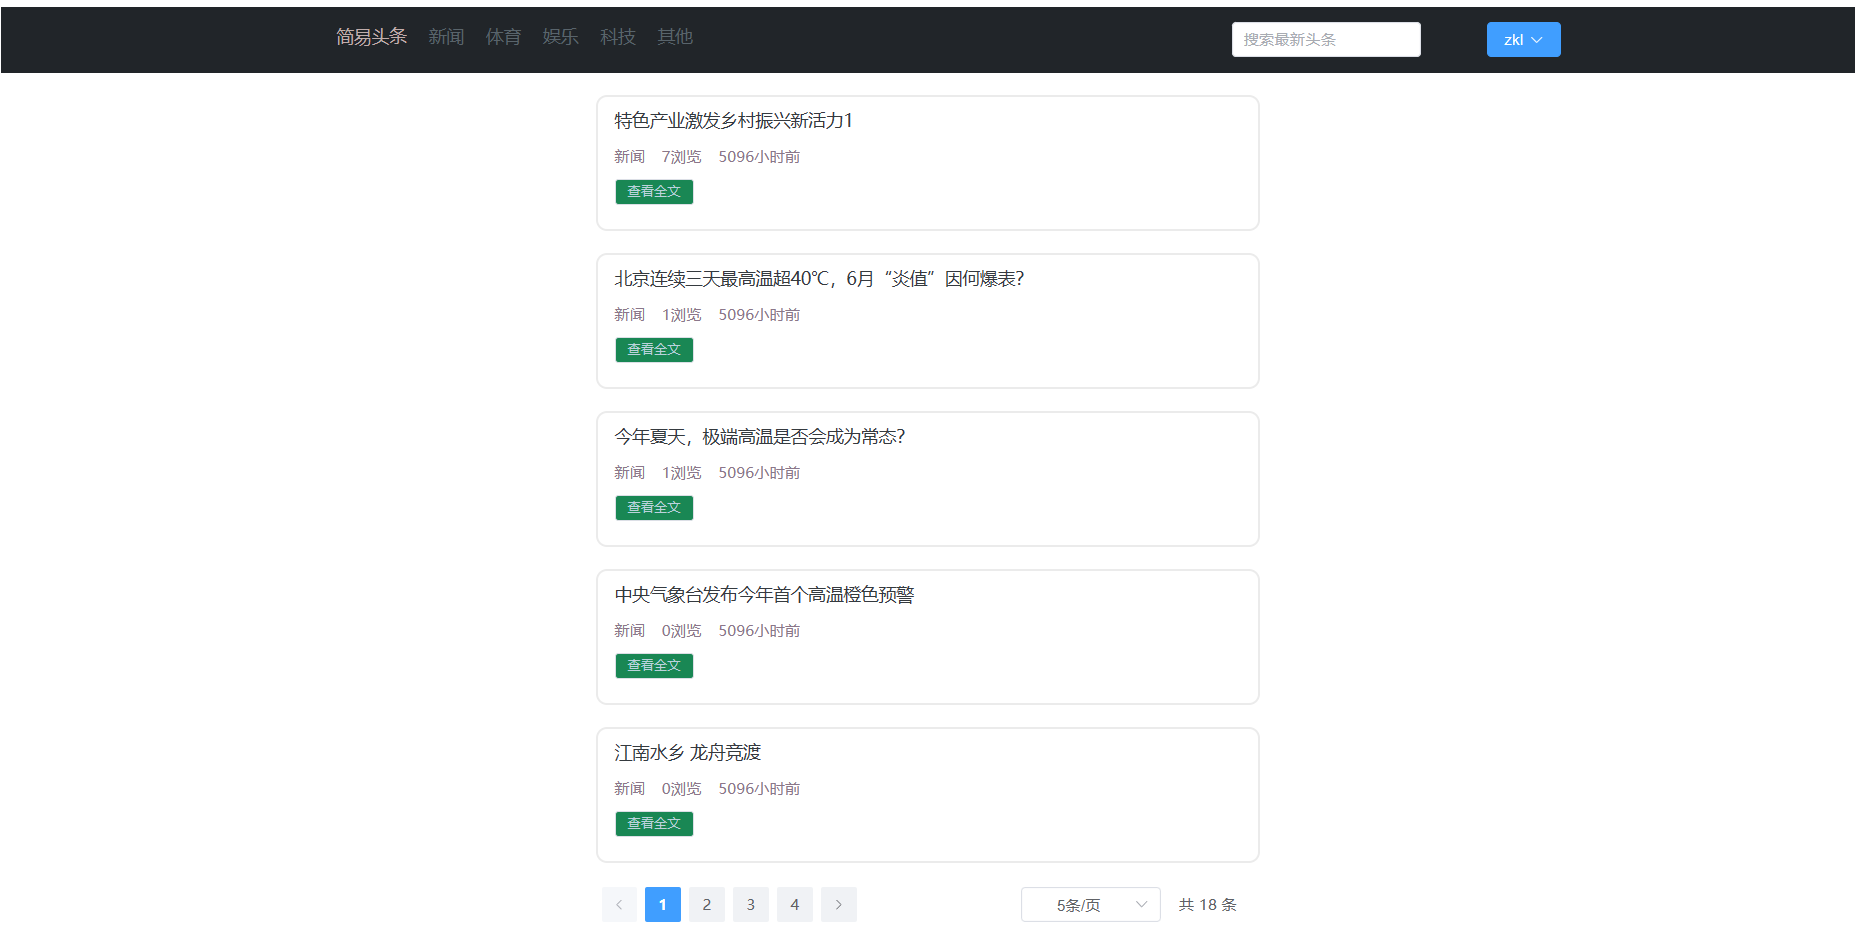 简易头条 新闻 体育 娱乐 科技 其他 搜索最新头条 zkl
特色产业激发乡村振兴新活力1
新闻 7浏览 5096小时前
查看全文
北京连续三天最高温超40℃，6月“炎值”因何爆表？
新闻 1浏览 5096小时前
查看全文
今年夏天，极端高温是否会成为常态？
新闻 1浏览 5096小时前
查看全文
中央气象台发布今年首个高温橙色预警
新闻 0浏览 5096小时前
查看全文
江南水乡 龙舟竞渡
新闻 0浏览 5096小时前
查看全文
1 2 3 4 5条/页 共 18 条